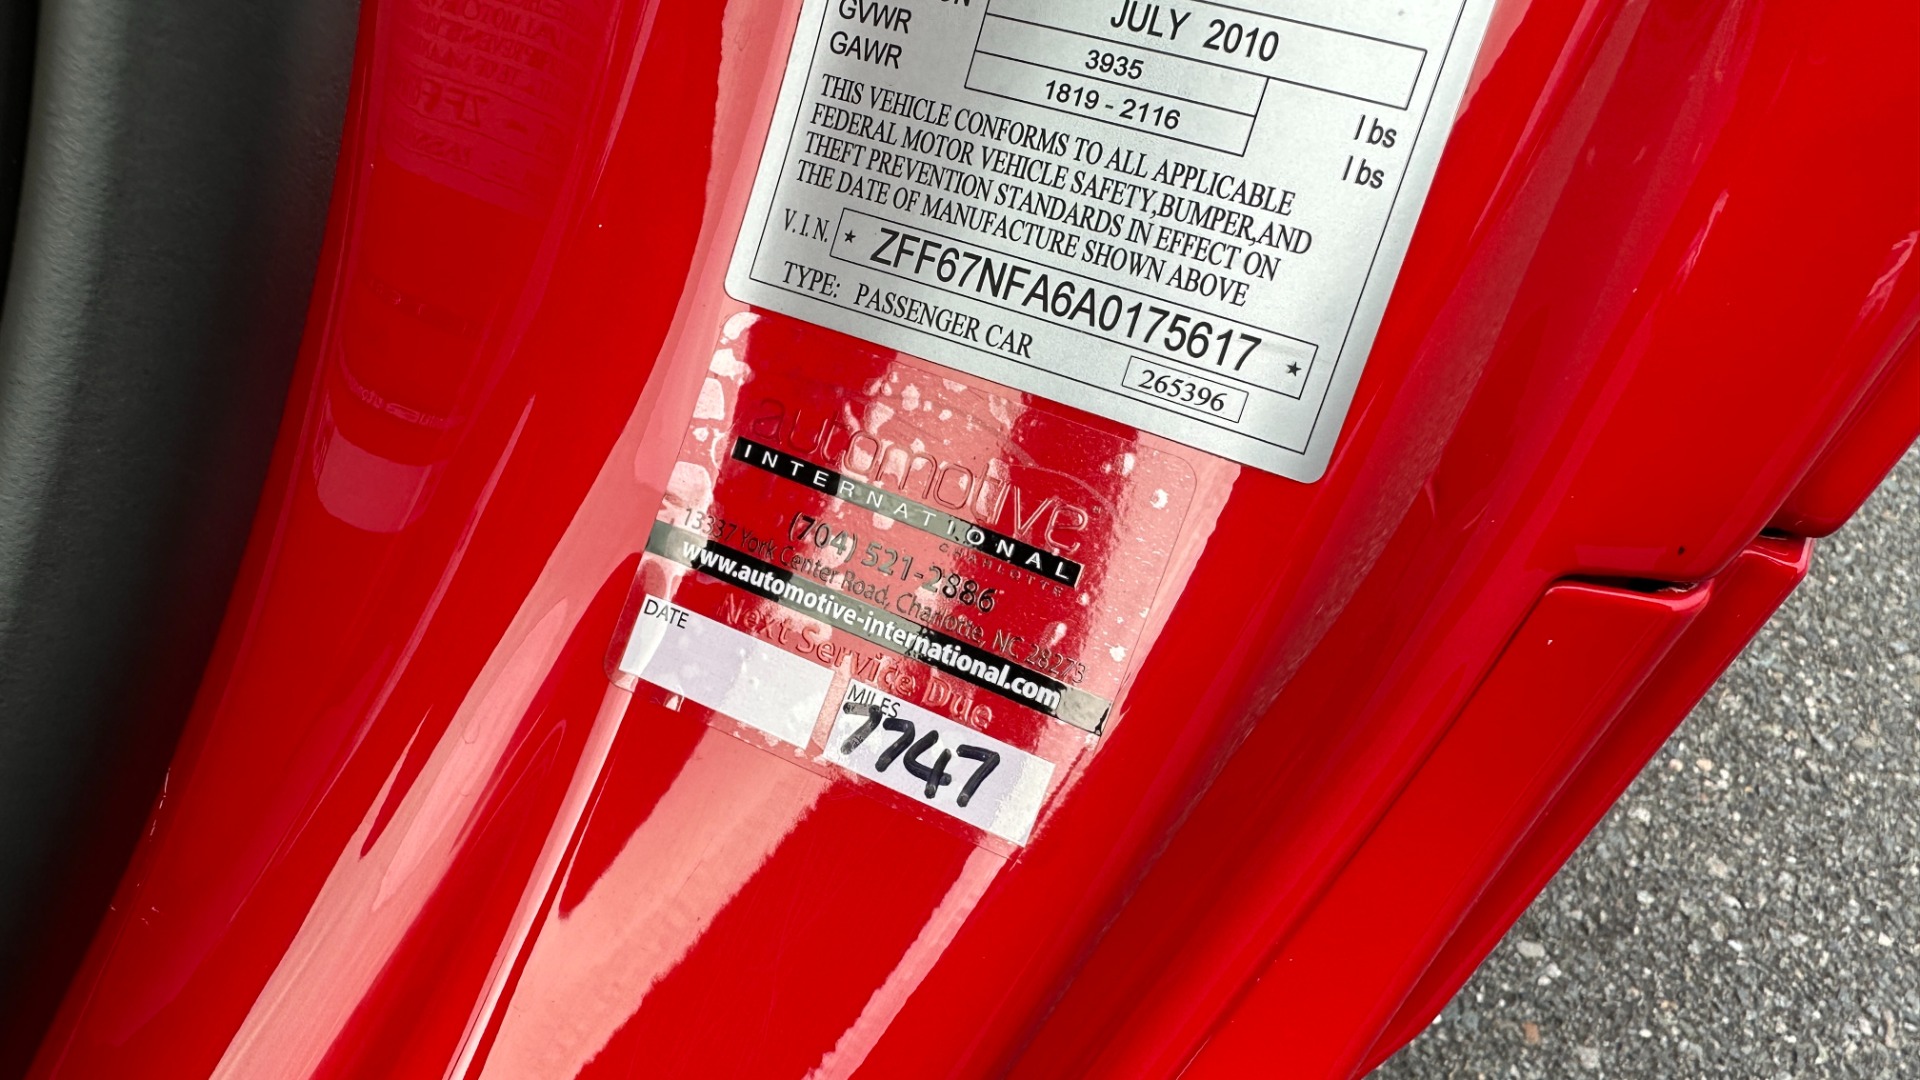 JULY 2010
GVWR 3935 lbs
GAWR 1819 - 2116 lbs
THIS VEHICLE CONFORMS TO ALL APPLICABLE
FEDERAL MOTOR VEHICLE SAFETY,BUMPER,AND
THEFT PREVENTION STANDARDS IN EFFECT ON
THE DATE OF MANUFACTURE SHOWN ABOVE
V.I.N. * ZFF67NFA6A0175617 *
TYPE: PASSENGER CAR
265396
automotive
INTERNATIONAL
CHARLOTTE
(704) 521-2886
13337 York Center Road, Charlotte, NC 28273
www.automotive-international.com
Next Service Due
DATE
MILES
7747